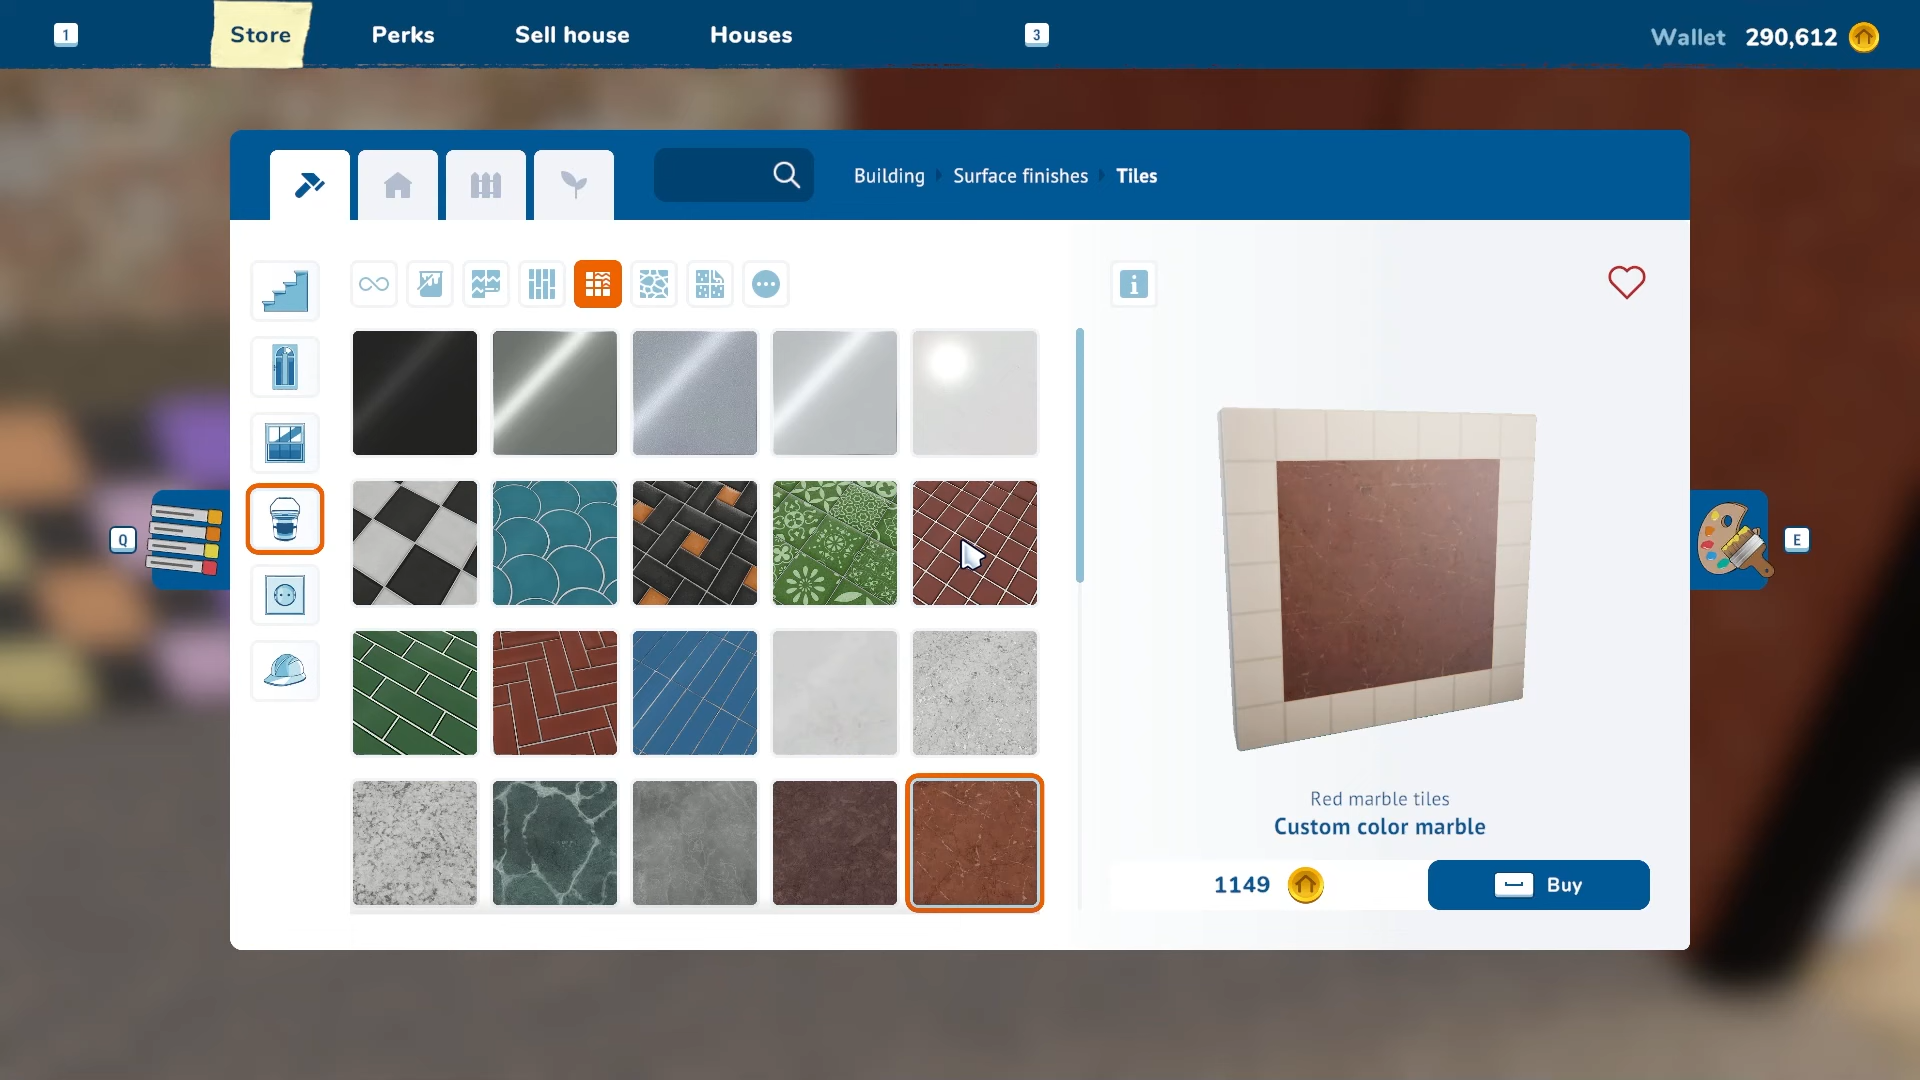 1
Store
Perks
Sell house
Houses
3
Wallet 290,612
Building
Surface finishes
Tiles
i
Q
E
Red marble tiles
Custom color marble
1149
Buy